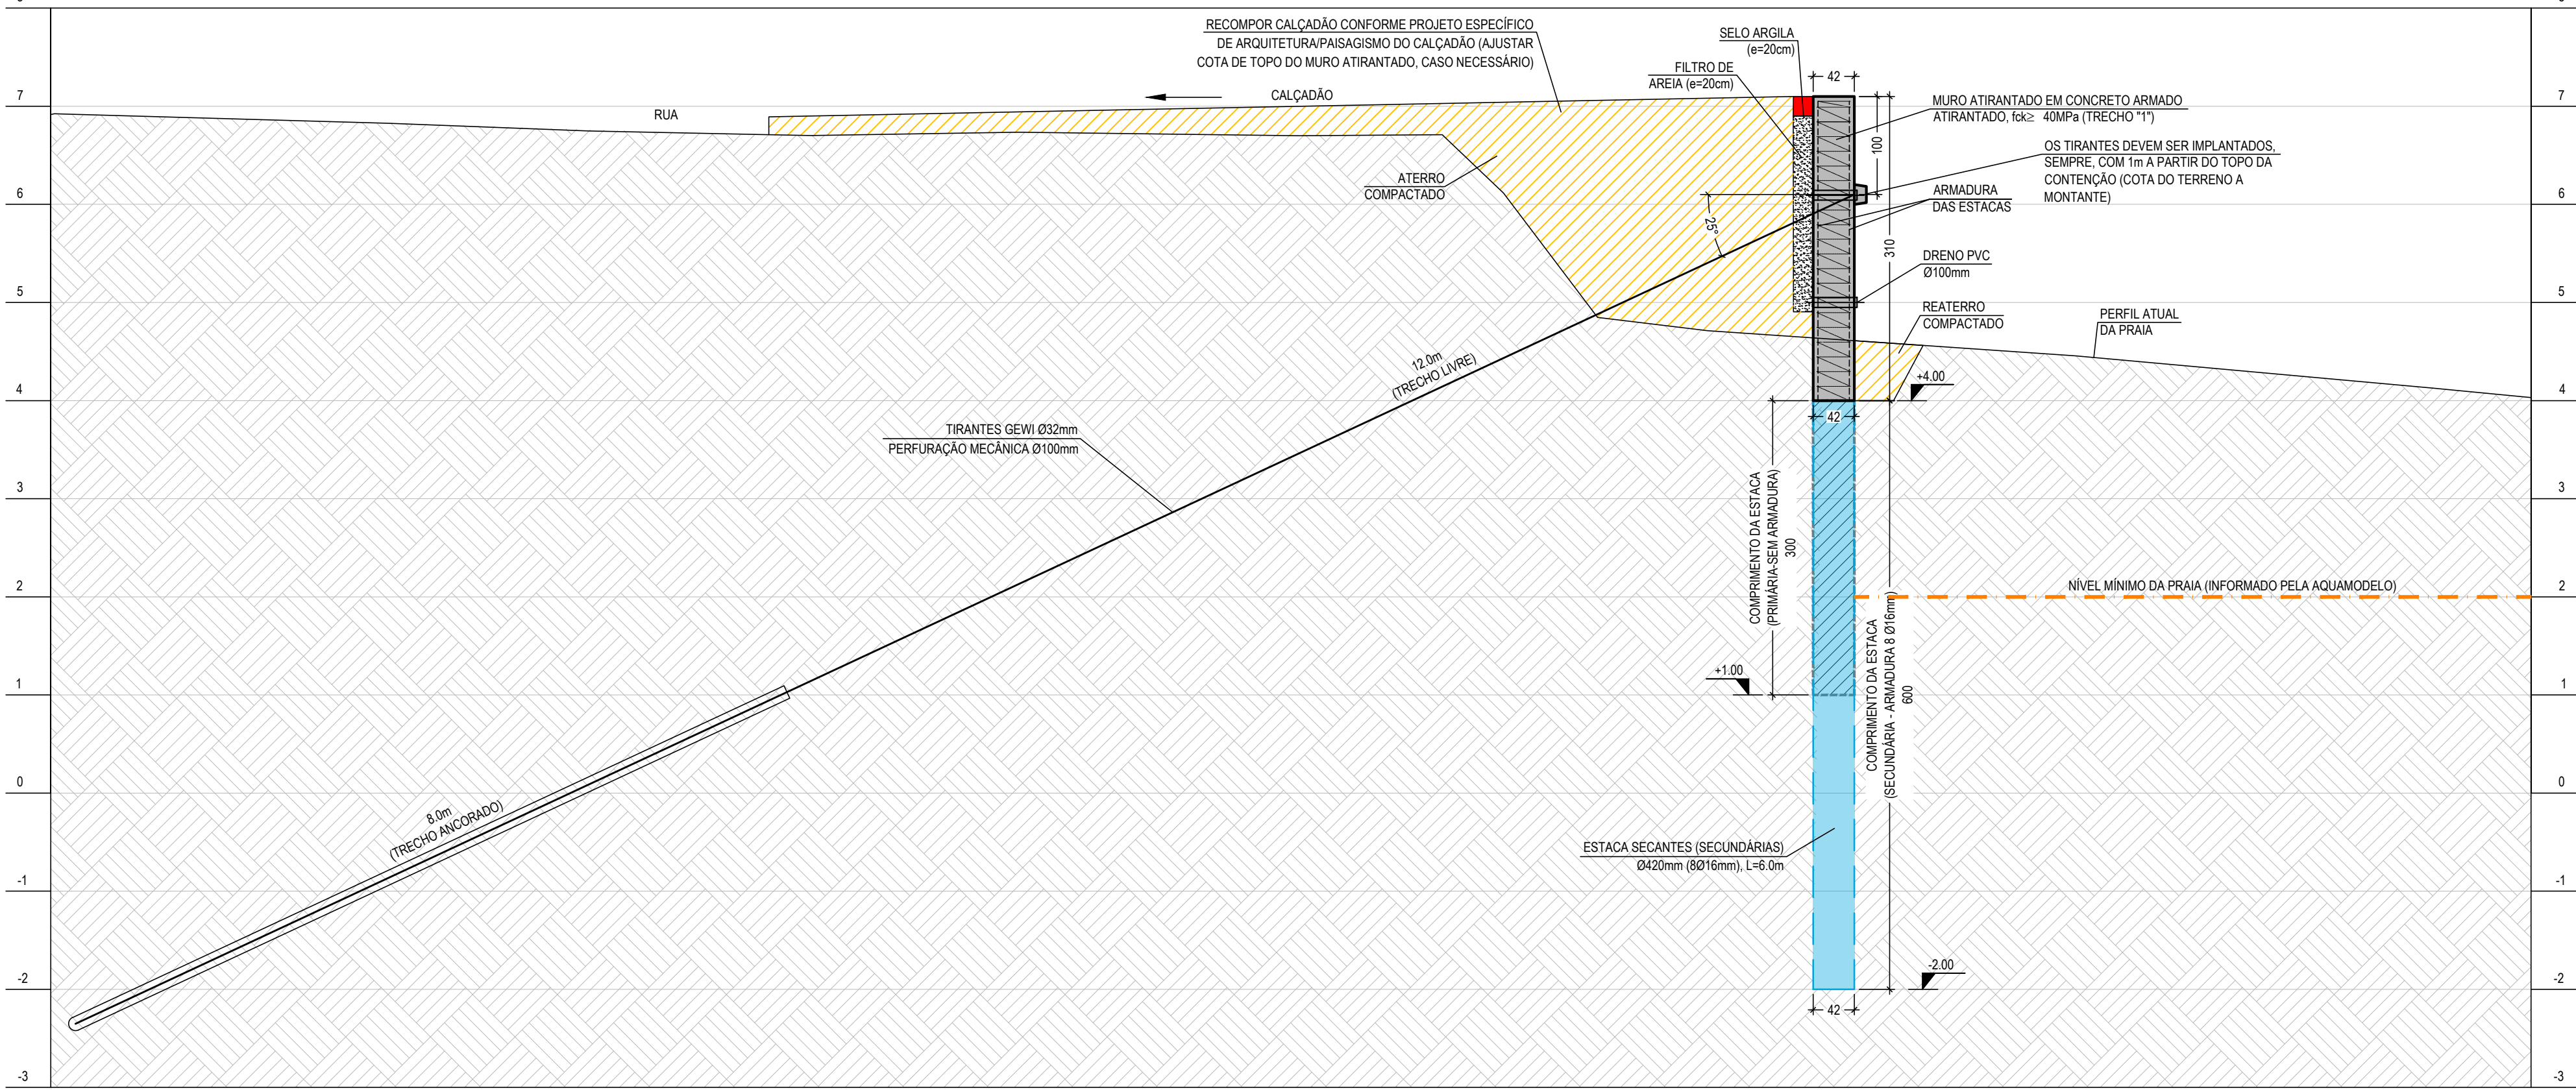 RECOMPOR CALÇADÃO CONFORME PROJETO ESPECÍFICO
DE ARQUITETURA/PAISAGISMO DO CALÇADÃO (AJUSTAR
COTA DE TOPO DO MURO ATIRANTADO, CASO NECESSÁRIO)
SELO ARGILA
(e=20cm)
FILTRO DE
AREIA (e=20cm)
42
7
RUA
CALÇADÃO
MURO ATIRANTADO EM CONCRETO ARMADO
ATIRANTADO, fck≥ 40MPa (TRECHO "1")
7
100
OS TIRANTES DEVEM SER IMPLANTADOS,
SEMPRE, COM 1m A PARTIR DO TOPO DA
CONTENÇÃO (COTA DO TERRENO A
MONTANTE)
ATERRO
COMPACTADO
ARMADURA
DAS ESTACAS
6
6
25°
310
DRENO PVC
Ø100mm
5
5
REATERRO
COMPACTADO
PERFIL ATUAL
DA PRAIA
12.0m
(TRECHO LIVRE)
+4.00
4
4
42
TIRANTES GEWI Ø32mm
PERFURAÇÃO MECÂNICA Ø100mm
3
3
COMPRIMENTO DA ESTACA
(PRIMÁRIA-SEM ARMADURA)
300
2
NÍVEL MÍNIMO DA PRAIA (INFORMADO PELA AQUAMODELO)
2
COMPRIMENTO DA ESTACA
(SECUNDÁRIA - ARMADURA 8 Ø16mm)
600
+1.00
1
1
0
0
8.0m
(TRECHO ANCORADO)
ESTACA SECANTES (SECUNDÁRIAS)
Ø420mm (8Ø16mm), L=6.0m
-1
-1
-2.00
-2
-2
42
-3
-3